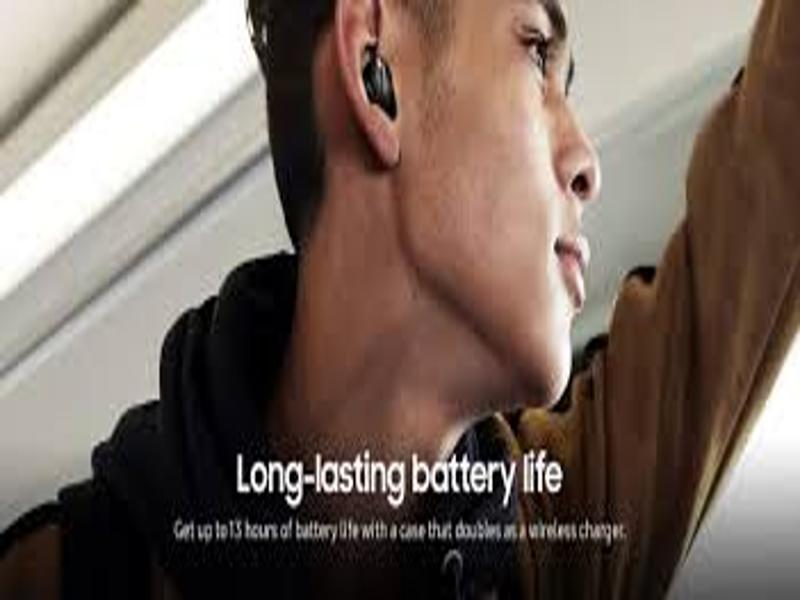 Long-lasting battery life
Get up to 13 hours of battery life with a case that doubles as a wireless charger.